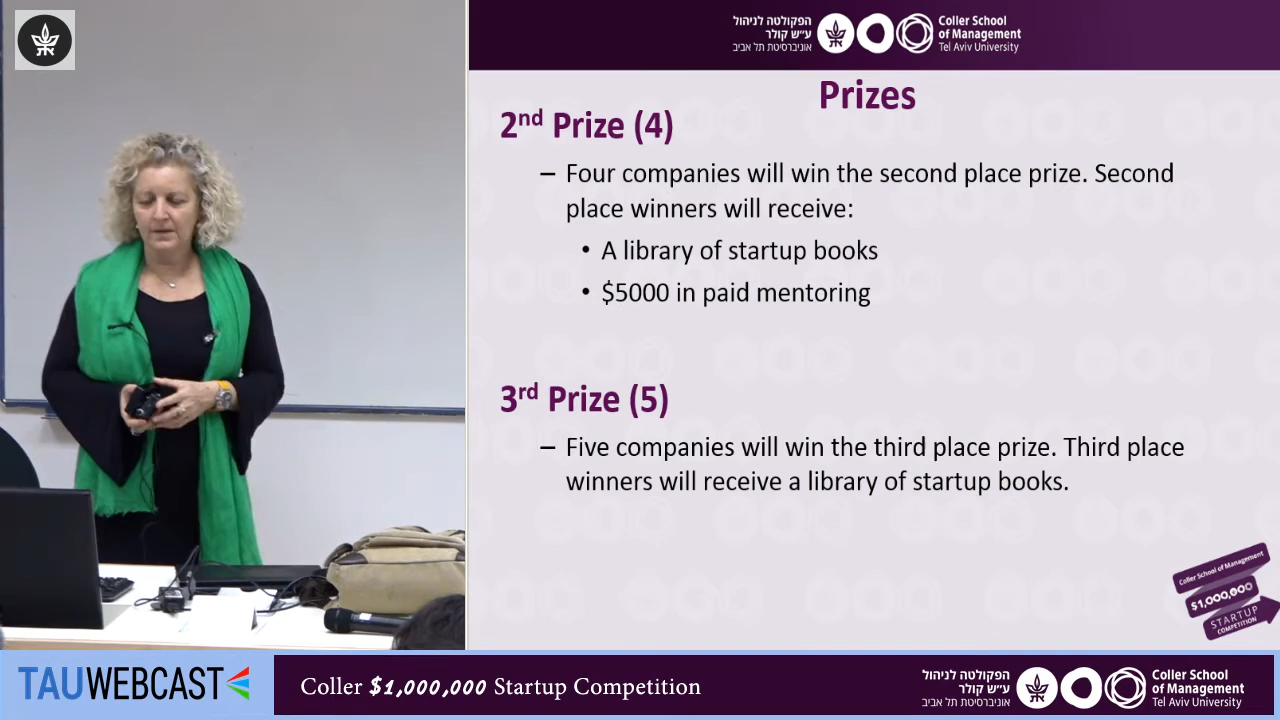 הפקולטה לניהול
ע״ש קולר
אוניברסיטת תל אביב
Coller School
of Management
Tel Aviv University
Prizes
2nd Prize (4)
– Four companies will win the second place prize. Second
place winners will receive:
• A library of startup books
• $5000 in paid mentoring
3rd Prize (5)
– Five companies will win the third place prize. Third place
winners will receive a library of startup books.
Coller School of Management
$1,000,000
STARTUP
COMPETITION
TAUWEBCAST
Coller $1,000,000 Startup Competition
הפקולטה לניהול
ע״ש קולר
אוניברסיטת תל אביב
Coller School
of Management
Tel Aviv University